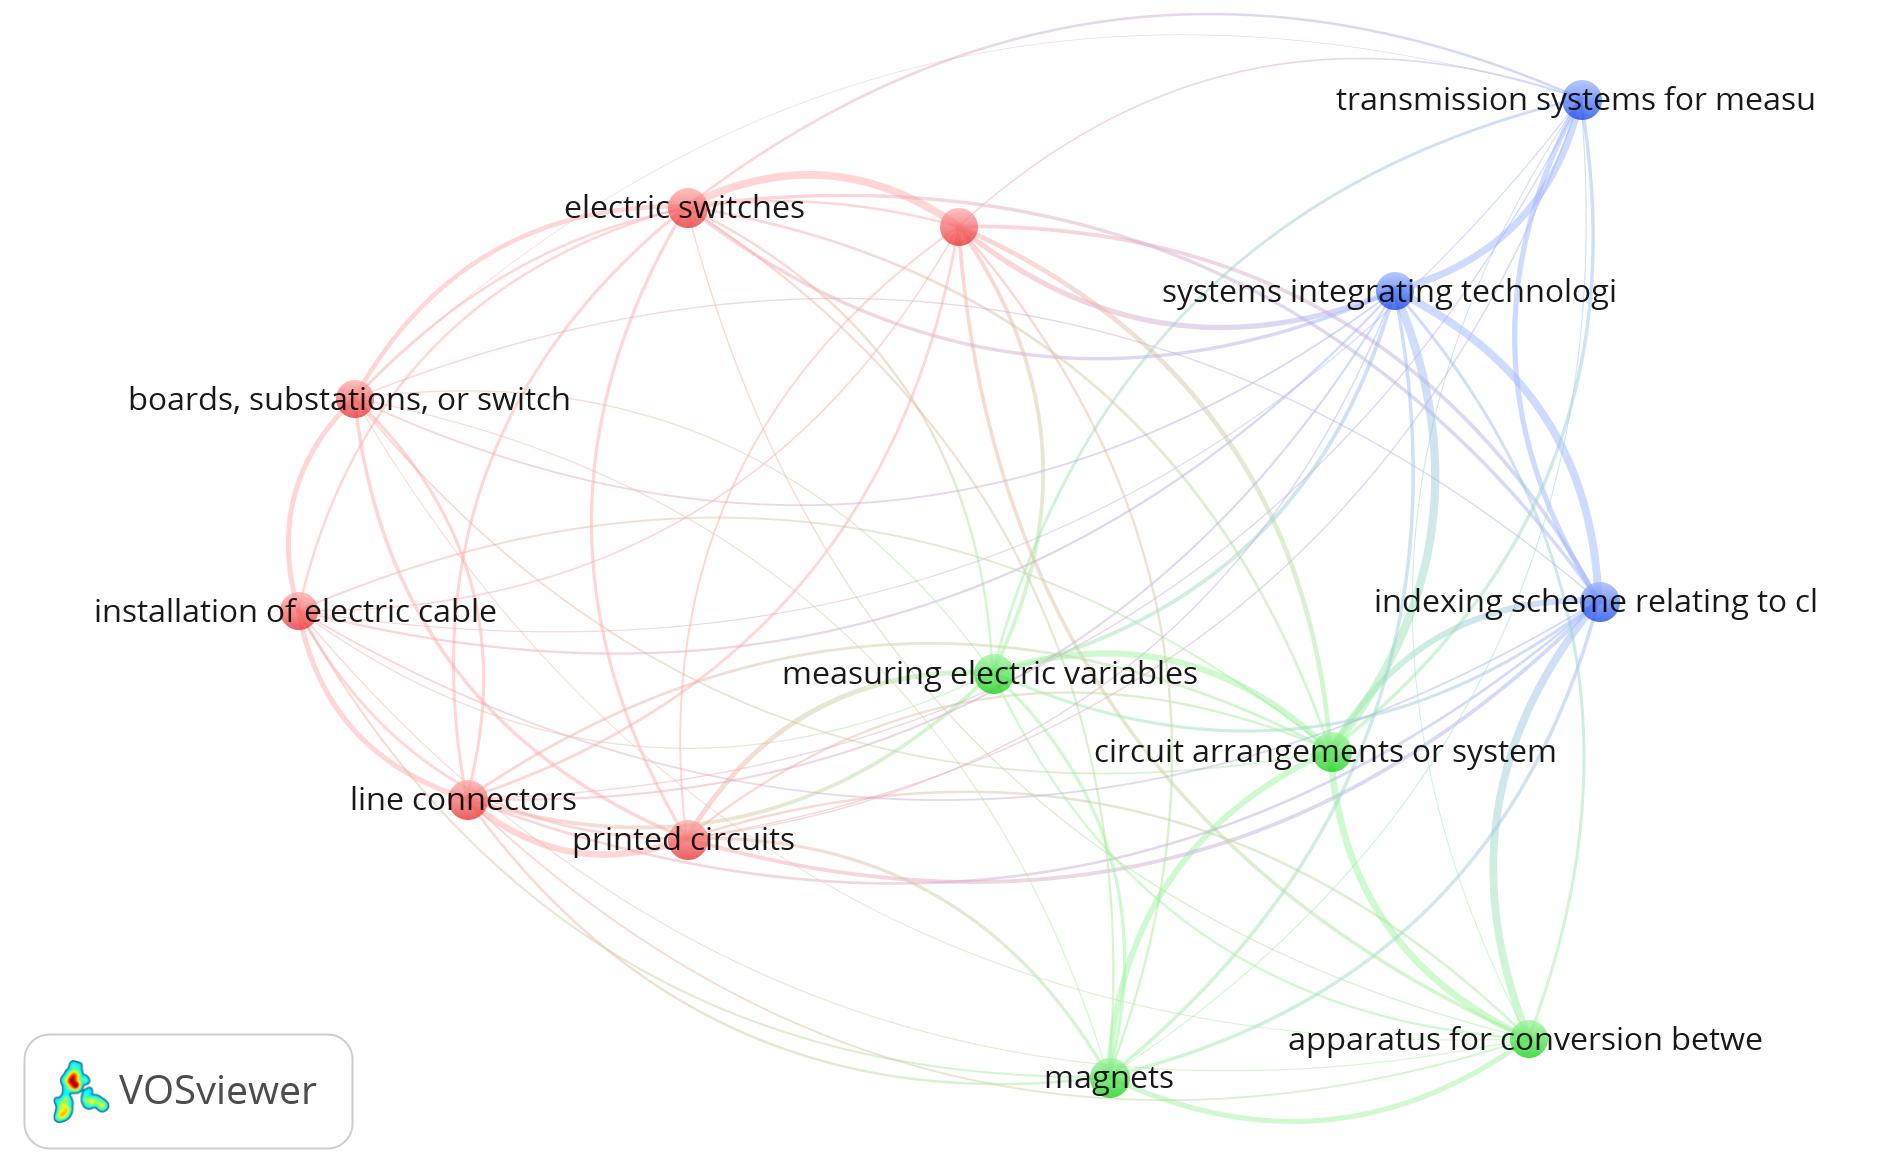 transmission systems for measu
electric switches
systems integrating technologi
boards, substations, or switch
installation of electric cable
indexing scheme relating to cl
measuring electric variables
circuit arrangements or system
line connectors
printed circuits
apparatus for conversion betwe
magnets
VOSviewer